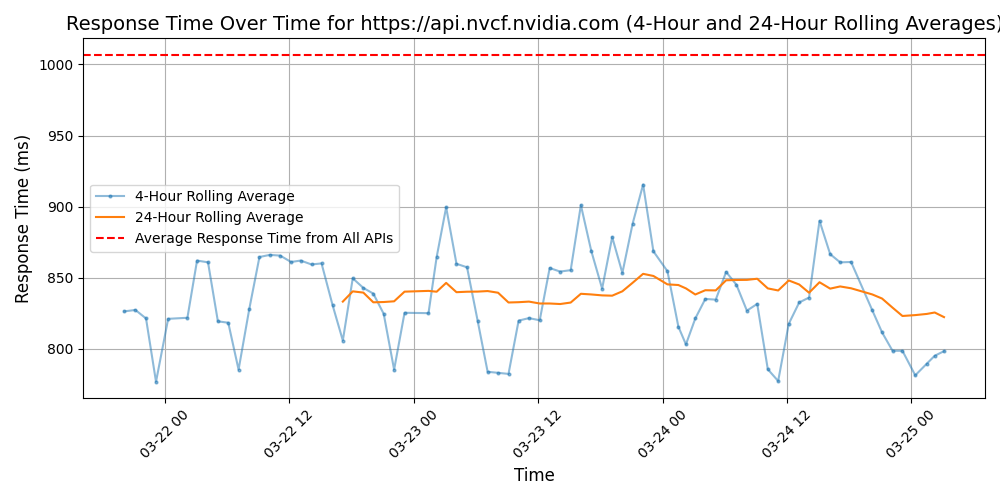 Response Time Over Time for https://api.nvcf.nvidia.com (4-Hour and 24-Hour Rolling Averages)
Response Time (ms)
1000
950
900
850
800
4-Hour Rolling Average
24-Hour Rolling Average
Average Response Time from All APIs
03-22 00
03-22 12
03-23 00
03-23 12
03-24 00
03-24 12
03-25 00
Time